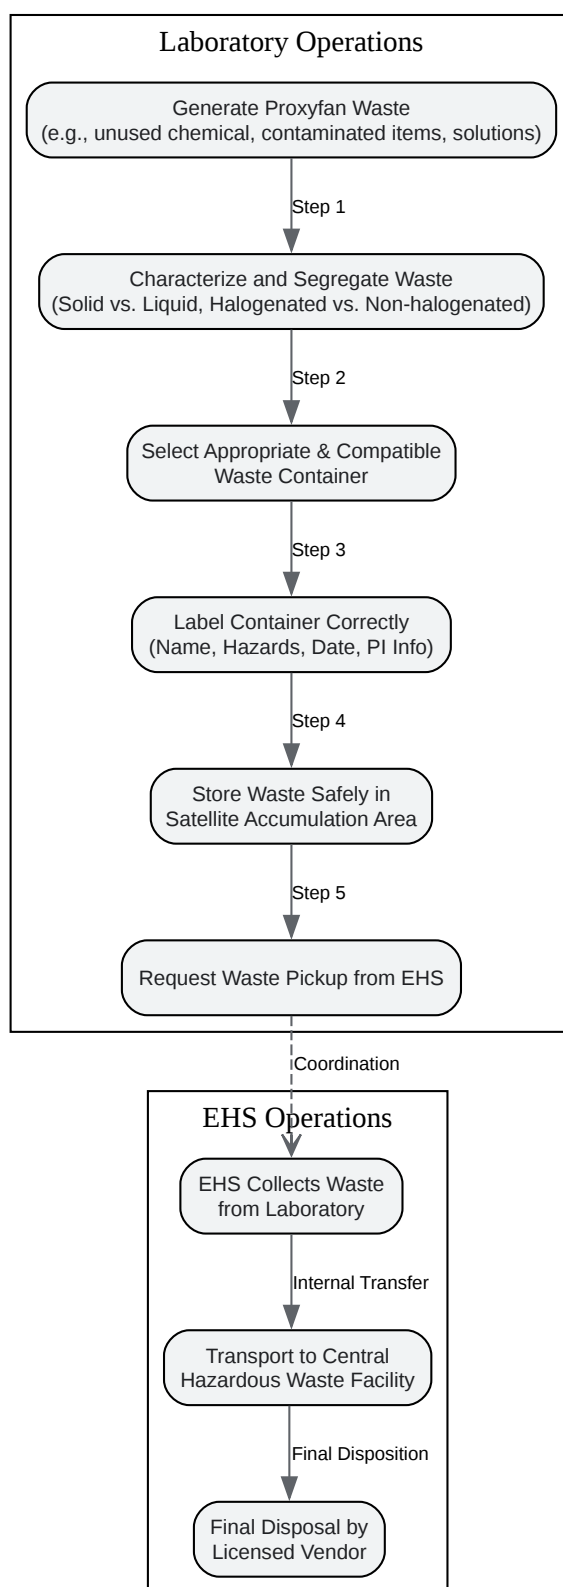 Laboratory Operations
Generate Proxyfan Waste
(e.g., unused chemical, contaminated items, solutions)
Step 1
Characterize and Segregate Waste
(Solid vs. Liquid, Halogenated vs. Non-halogenated)
Step 2
Select Appropriate & Compatible
Waste Container
Step 3
Label Container Correctly
(Name, Hazards, Date, PI Info)
Step 4
Store Waste Safely in
Satellite Accumulation Area
Step 5
Request Waste Pickup from EHS
Coordination
EHS Operations
EHS Collects Waste
from Laboratory
Internal Transfer
Transport to Central
Hazardous Waste Facility
Final Disposition
Final Disposal by
Licensed Vendor